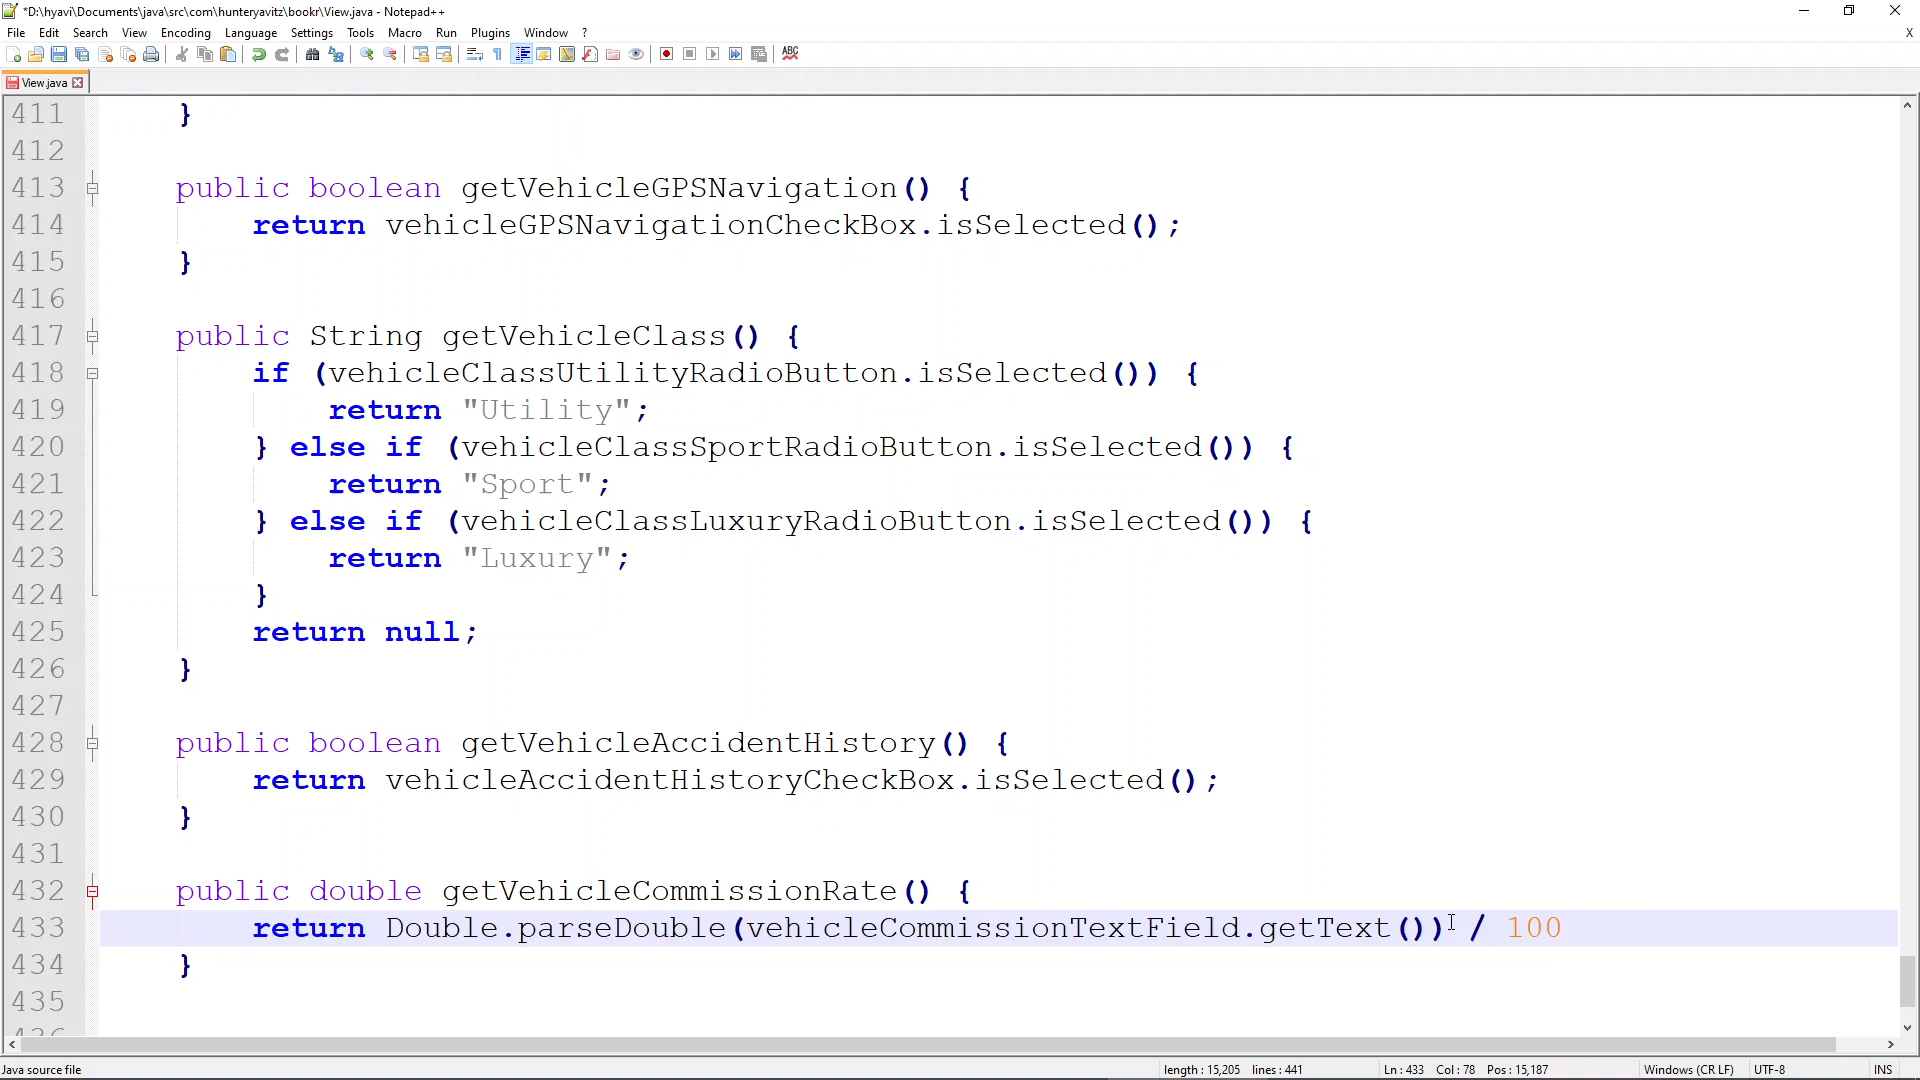 *D:\hyavi\Documents\java\src\com\hunteryavitz\bookr\View.java - Notepad++
File Edit Search View Encoding Language Settings Tools Macro Run Plugins Window ? X
ABC
View.java
411 }
412
413 public boolean getVehicleGPSNavigation() {
414 return vehicleGPSNavigationCheckBox.isSelected();
415 }
416
417 public String getVehicleClass() {
418 if (vehicleClassUtilityRadioButton.isSelected()) {
419 return "Utility";
420 } else if (vehicleClassSportRadioButton.isSelected()) {
421 return "Sport";
422 } else if (vehicleClassLuxuryRadioButton.isSelected()) {
423 return "Luxury";
424 }
425 return null;
426 }
427
428 public boolean getVehicleAccidentHistory() {
429 return vehicleAccidentHistoryCheckBox.isSelected();
430 }
431
432 public double getVehicleCommissionRate() {
433 return Double.parseDouble(vehicleCommissionTextField.getText()) / 100
434 }
435
436
Java source file length : 15,205 lines : 441 Ln : 433 Col : 78 Pos : 15,187 Windows (CR LF) UTF-8 INS